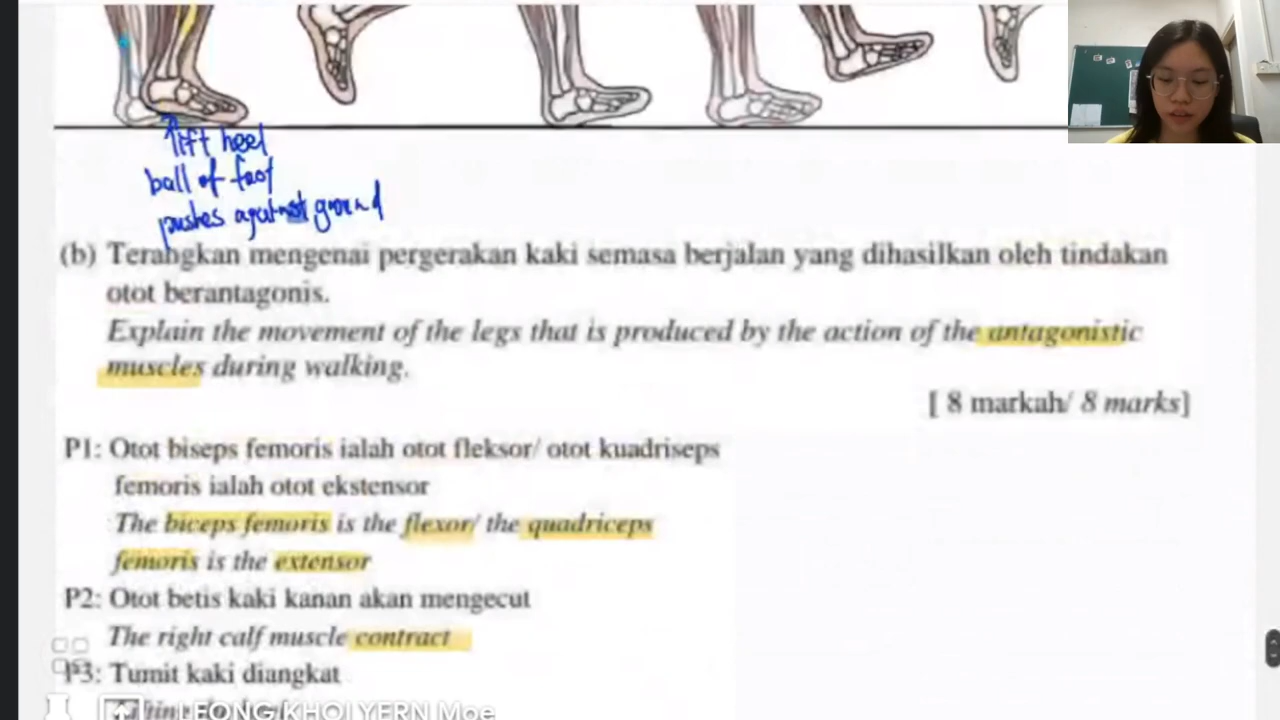 lift heel
ball of foot
pushes against ground
(b) Terangkan mengenai pergerakan kaki semasa berjalan yang dihasilkan oleh tindakan
otot berantagonis.
Explain the movement of the legs that is produced by the action of the antagonistic
muscles during walking.
[ 8 markah/ 8 marks]
P1: Otot biseps femoris ialah otot fleksor/ otot kuadriseps
femoris ialah otot ekstensor
The biceps femoris is the flexor/ the quadriceps
femoris is the extensor
P2: Otot betis kaki kanan akan mengecut
The right calf muscle contract
P3: Tumit kaki diangkat
LEONG KHOI YERN Moe